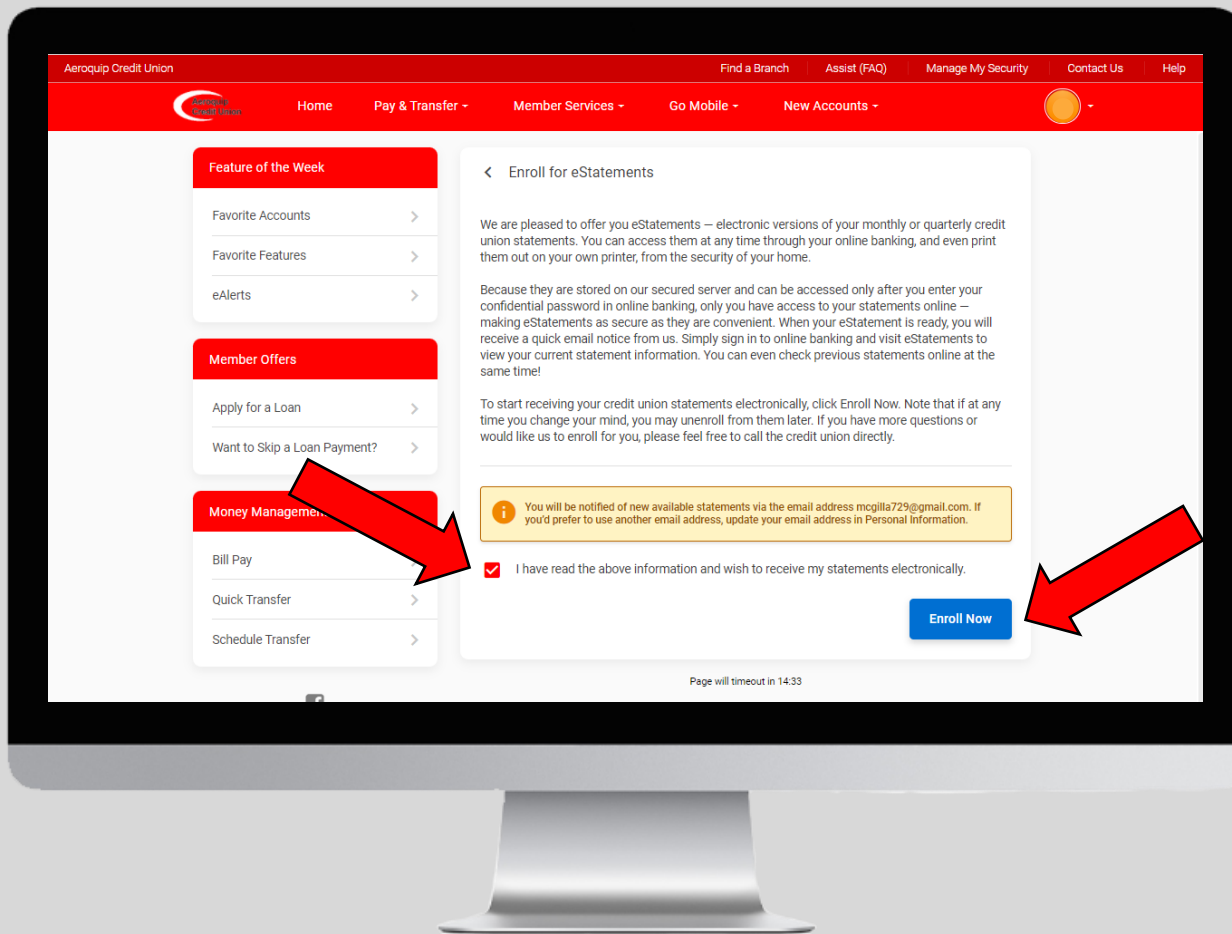 Aeroquip Credit Union
Find a Branch
Assist (FAQ)
Manage My Security
Contact Us
Help
Aeroquip
Credit Union
Home
Pay & Transfer
Member Services
Go Mobile
New Accounts
Feature of the Week
Favorite Accounts
Favorite Features
eAlerts
Member Offers
Apply for a Loan
Want to Skip a Loan Payment?
Money Managemen
Bill Pay
Quick Transfer
Schedule Transfer
Enroll for eStatements
We are pleased to offer you eStatements — electronic versions of your monthly or quarterly credit
union statements. You can access them at any time through your online banking, and even print
them out on your own printer, from the security of your home.
Because they are stored on our secured server and can be accessed only after you enter your
confidential password in online banking, only you have access to your statements online —
making eStatements as secure as they are convenient. When your eStatement is ready, you will
receive a quick email notice from us. Simply sign in to online banking and visit eStatements to
view your current statement information. You can even check previous statements online at the
same time!
To start receiving your credit union statements electronically, click Enroll Now. Note that if at any
time you change your mind, you may unenroll from them later. If you have more questions or
would like us to enroll for you, please feel free to call the credit union directly.
You will be notified of new available statements via the email address mcgilla729@gmail.com. If
you'd prefer to use another email address, update your email address in Personal Information.
I have read the above information and wish to receive my statements electronically.
Enroll Now
Page will timeout in 14:33